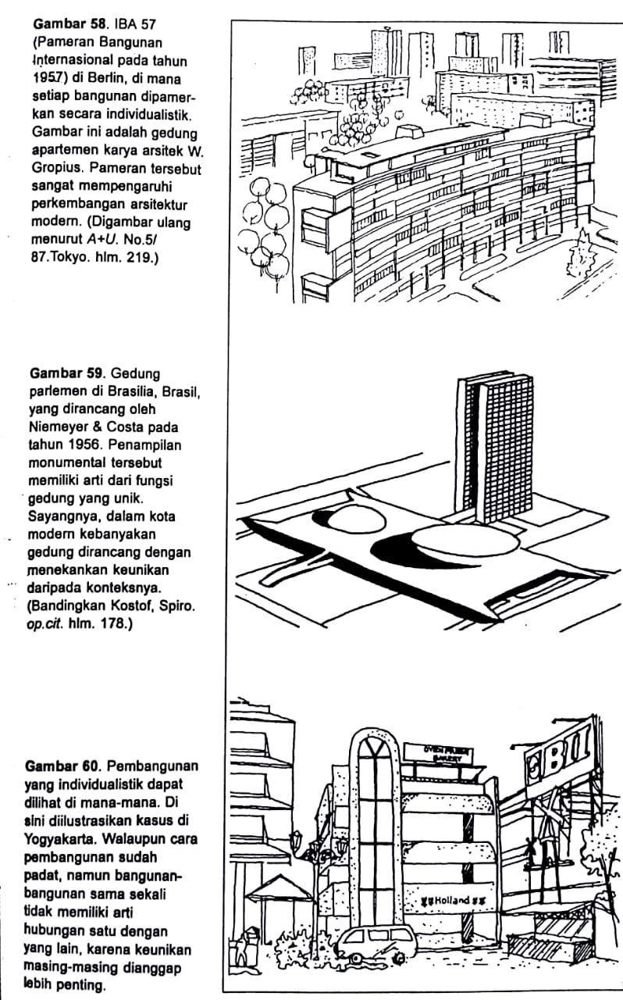 Gambar 58. IBA 57
(Pameran Bangunan
Internasional pada tahun
1957) di Berlin, di mana
setiap bangunan dipamer-
kan secara individualistik.
Gambar ini adalah gedung
apartemen karya arsitek W.
Gropius. Pameran tersebut
sangat mempengaruhi
perkembangan arsitektur
modern. (Digambar ulang
menurut A+U. No.5/
87.Tokyo. hlm. 219.)
Gambar 59. Gedung
parlemen di Brasilia, Brasil,
yang dirancang oleh
Niemeyer & Costa pada
tahun 1956. Penampilan
monumental tersebut
memiliki arti dari fungsi
gedung yang unik.
Sayangnya, dalam kota
modern kebanyakan
gedung dirancang dengan
menekankan keunikan
daripada konteksnya.
(Bandingkan Kostof, Spiro.
op.cit. hlm. 178.)
Gambar 60. Pembangunan
yang individualistik dapat
dilihat di mana-mana. Di
sini diilustrasikan kasus di
Yogyakarta. Walaupun cara
pembangunan sudah
padat, namun bangunan-
bangunan sama sekali
tidak memiliki arti
hubungan satu dengan
yang lain, karena keunikan
masing-masing dianggap
lebih penting.
OVEN FRESH
BAKERY
BII
Holland